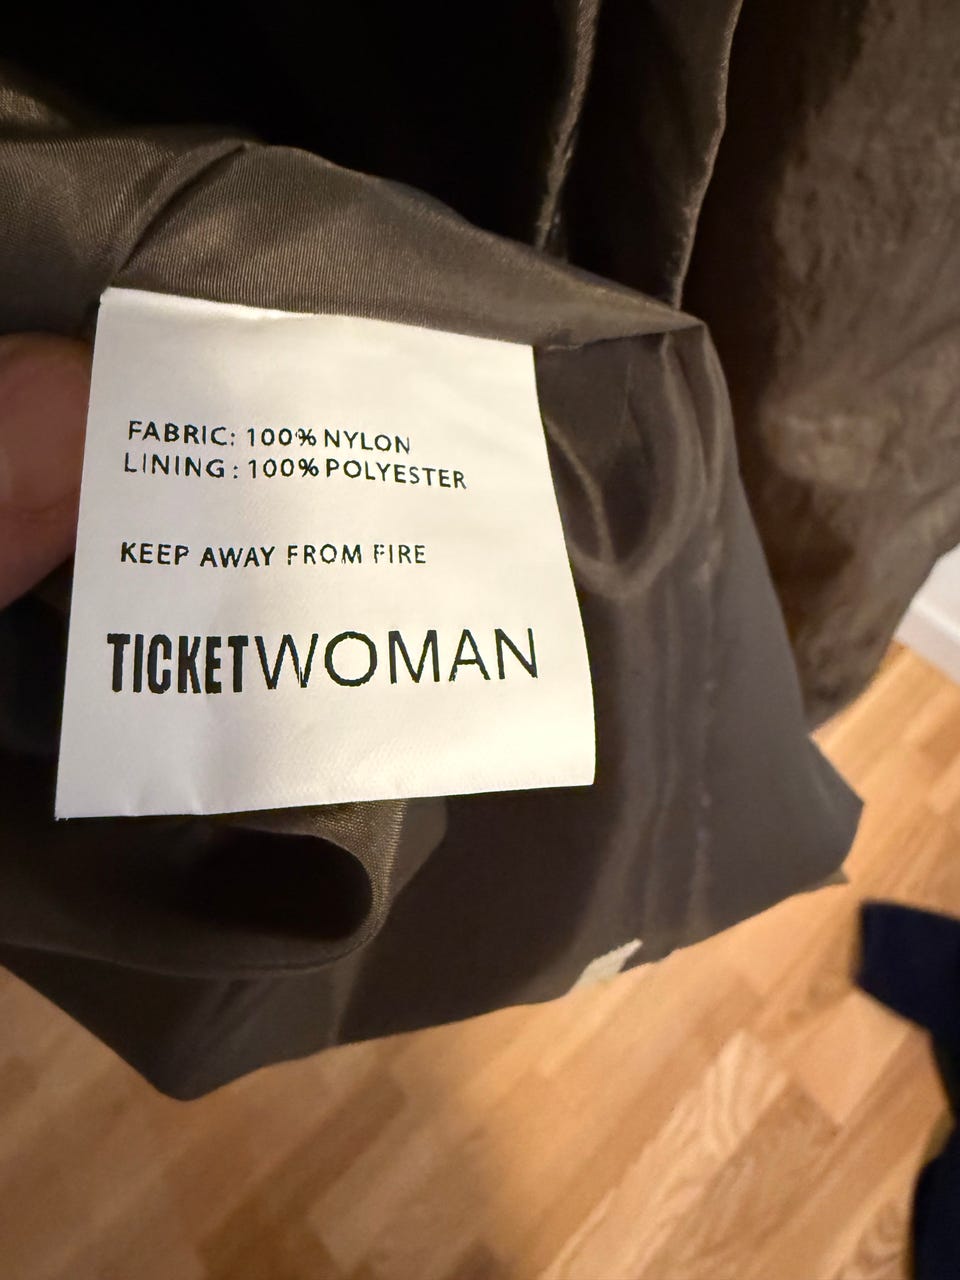 FABRIC: 100% NYLON
LINING: 100% POLYESTER
KEEP AWAY FROM FIRE
TICKETWOMAN